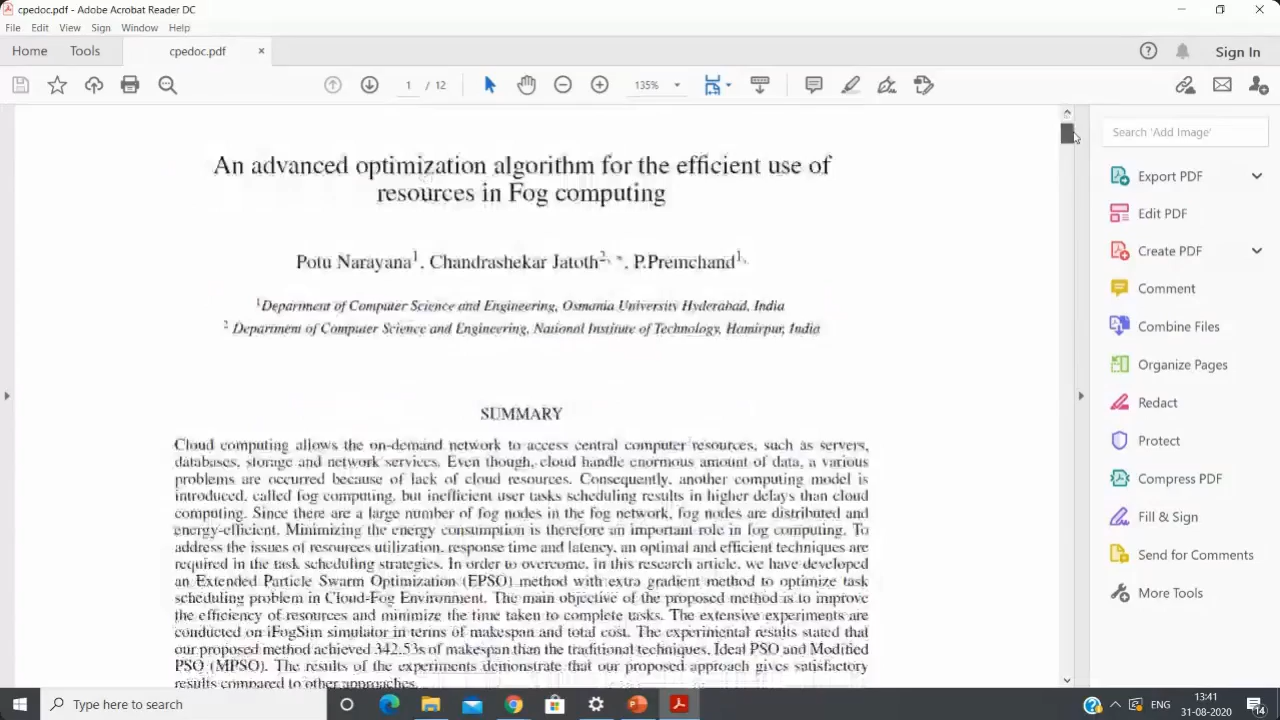 cpedoc.pdf - Adobe Acrobat Reader DC
File Edit View Sign Window Help
Home Tools cpedoc.pdf × Sign In
1 / 12 135%
Search 'Add Image'
An advanced optimization algorithm for the efficient use of
resources in Fog computing
Potu Narayana1, Chandrashekar Jatoth2, *, P.Premchand1,
1Department of Computer Science and Engineering, Osmania University Hyderabad, India
2 Department of Computer Science and Engineering, National Institute of Technology, Hamirpur, India
SUMMARY
Cloud computing allows the on-demand network to access central computer resources, such as servers,
databases, storage and network services. Even though, cloud handle enormous amount of data, a various
problems are occurred because of lack of cloud resources. Consequently, another computing model is
introduced, called fog computing, but inefficient user tasks scheduling results in higher delays than cloud
computing. Since there are a large number of fog nodes in the fog network, fog nodes are distributed and
energy-efficient. Minimizing the energy consumption is therefore an important role in fog computing. To
address the issues of resources utilization, response time and latency, an optimal and efficient techniques are
required in the task scheduling strategies. In order to overcome, in this research article, we have developed
an Extended Particle Swarm Optimization (EPSO) method with extra gradient method to optimize task
scheduling problem in Cloud-Fog Environment. The main objective of the proposed method is to improve
the efficiency of resources and minimize the time taken to complete tasks. The extensive experiments are
conducted on iFogSim simulator in terms of makespan and total cost. The experimental results stated that
our proposed method achieved 342.53s of makespan than the traditional techniques, Ideal PSO and Modified
PSO (MPSO). The results of the experiments demonstrate that our proposed approach gives satisfactory
results compared to other approaches.
Export PDF
Edit PDF
Create PDF
Comment
Combine Files
Organize Pages
Redact
Protect
Compress PDF
Fill & Sign
Send for Comments
More Tools
Type here to search
ENG
13:41
31-08-2020
14